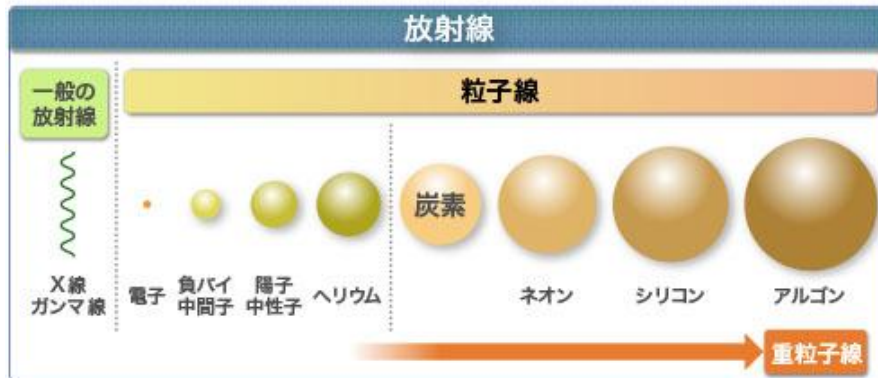 放射線
一般の
放射線
粒子線
炭素
X線
ガンマ線
電子
負パイ
中間子
陽子
中性子
ヘリウム
ネオン
シリコン
アルゴン
重粒子線